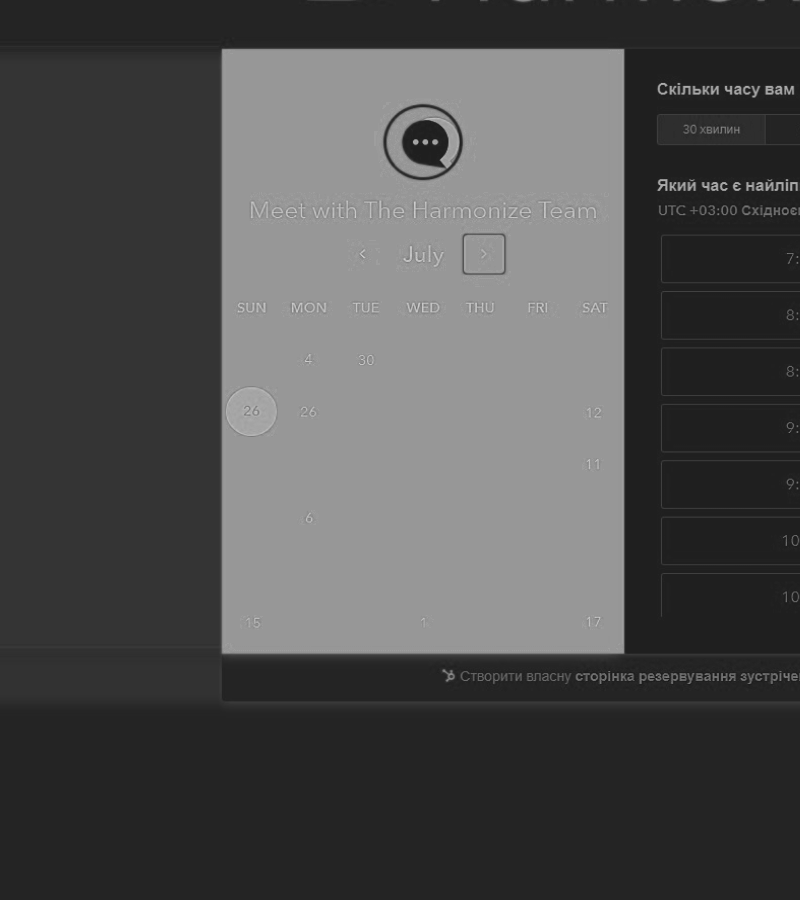 Meet with The Harmonize Team
July
SUN MON TUE WED THU FRI SAT
4 30
26 26 12
11
6
15 1 17
Скільки часу вам
30 хвилин
Який час є найліп
UTC +03:00 Східноє
7:
8:
8:
9:
9:
10
10
Створити власну сторінка резервування зустріче